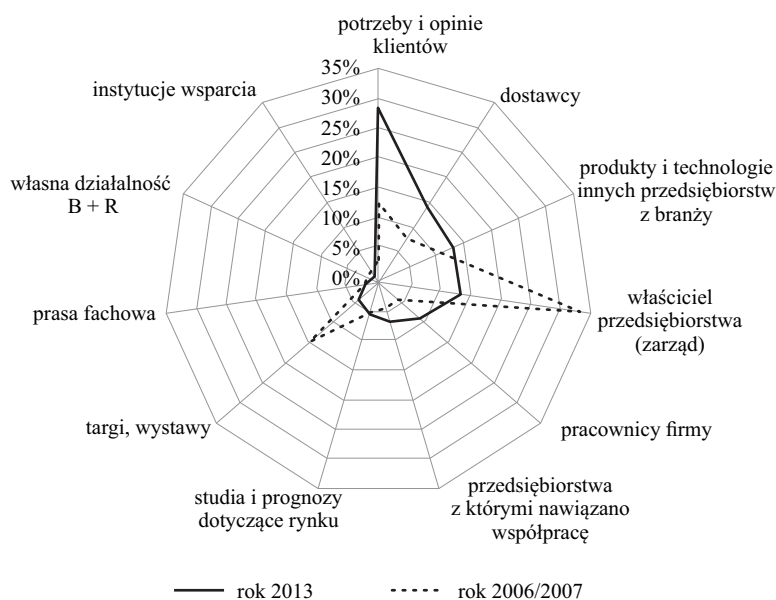 potrzeby i opinie
klientów
35%
30%
25%
20%
15%
10%
5%
0%
instytucje wsparcia
dostawcy
własna działalność
B + R
produkty i technologie
innych przedsiębiorstw
z branży
prasa fachowa
właściciel
przedsiębiorstwa
(zarząd)
targi, wystawy
pracownicy firmy
studia i prognozy
dotyczące rynku
przedsiębiorstwa
z którymi nawiązano
współpracę
rok 2013
rok 2006/2007